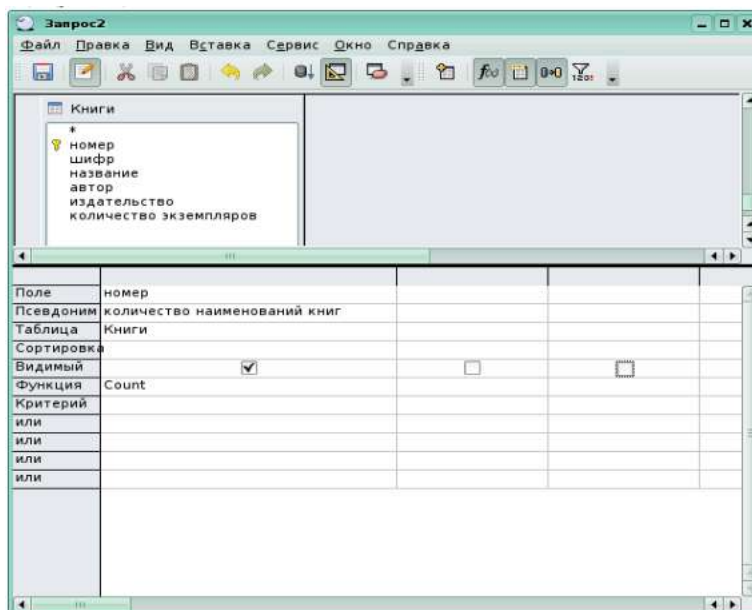 Запрос2
Файл Правка Вид Вставка Сервис Окно Справка
Книги
*
номер
шифр
название
автор
издательство
количество экземпляров
Поле номер
Псевдоним количество наименований книг
Таблица Книги
Сортировка
Видимый
Функция Count
Критерий
или
или
или
или